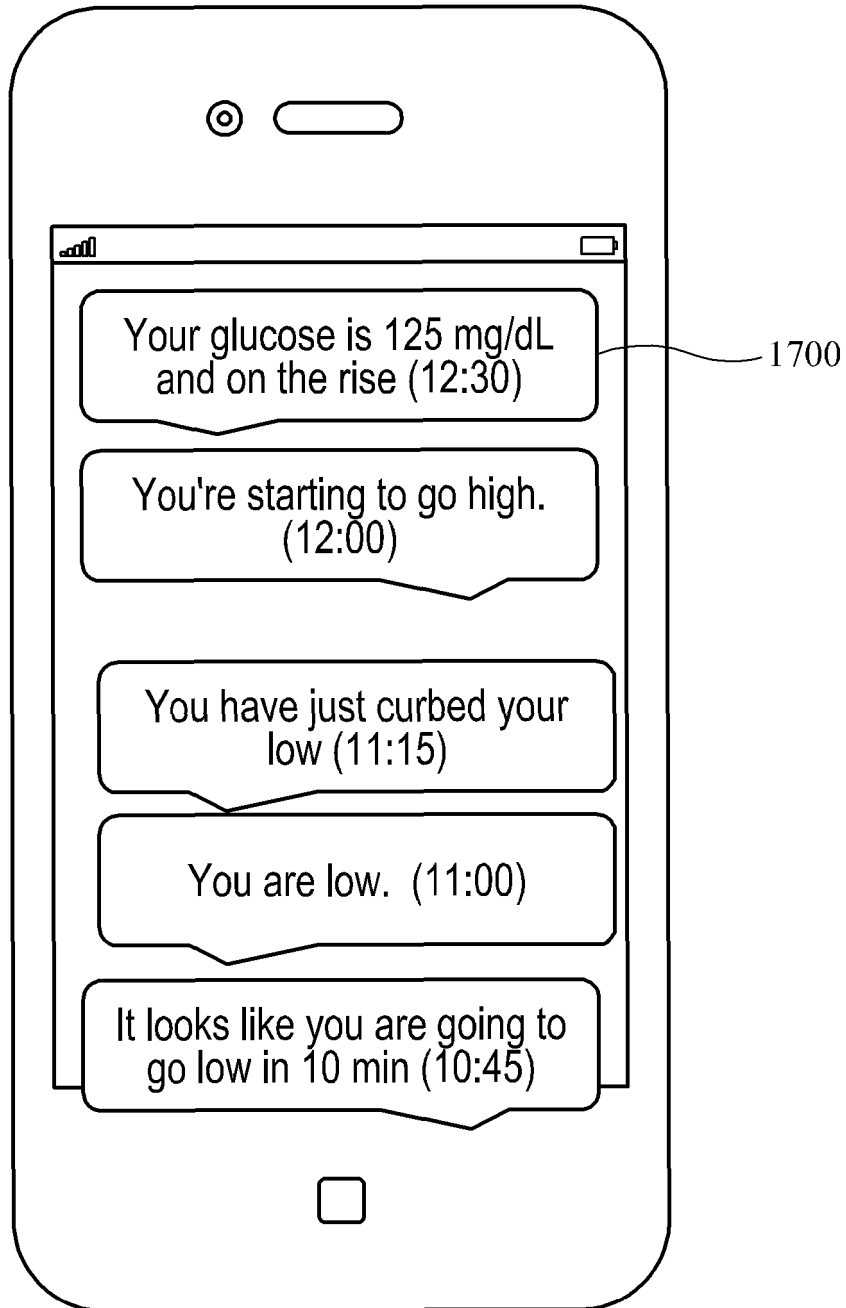 Your glucose is 125 mg/dL
and on the rise (12:30)
1700
You're starting to go high.
(12:00)
You have just curbed your
low (11:15)
You are low.  (11:00)
It looks like you are going to
go low in 10 min (10:45)